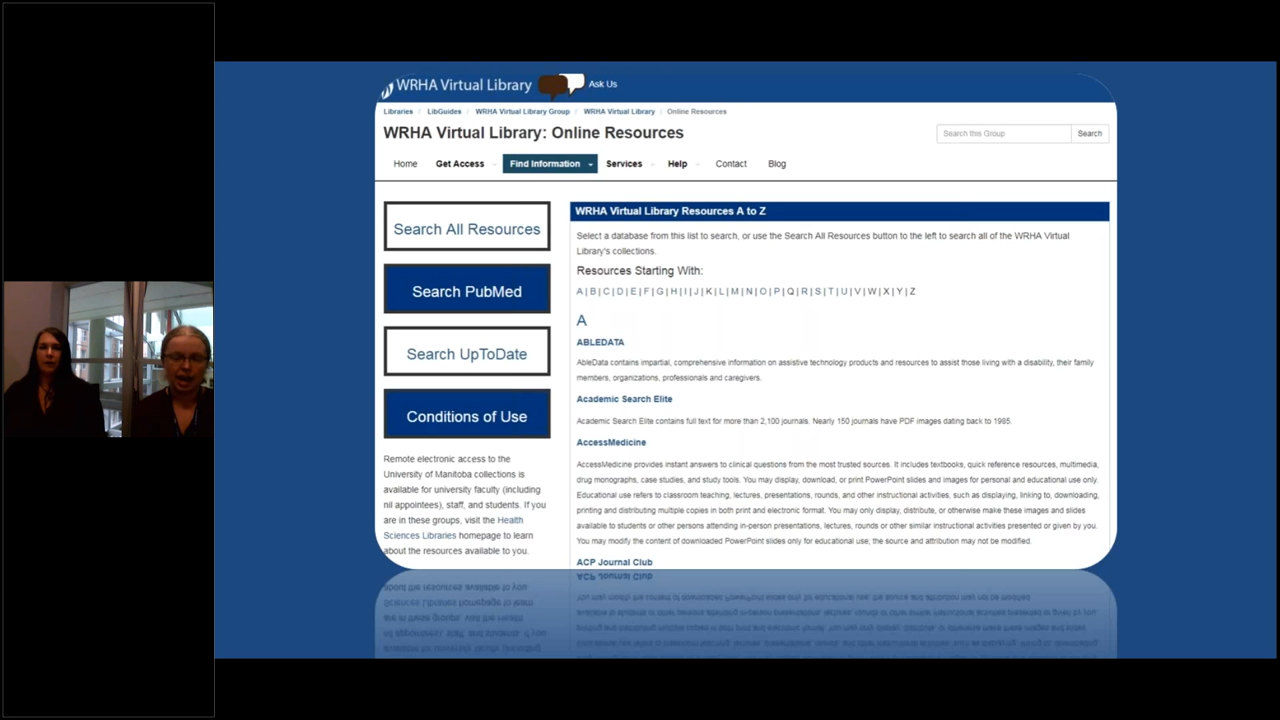 WRHA Virtual Library Ask Us
Libraries / LibGuides / WRHA Virtual Library Group / WRHA Virtual Library / Online Resources
WRHA Virtual Library: Online Resources
Search this Group Search
Home Get Access Find Information Services Help Contact Blog
Search All Resources
Search PubMed
Search UpToDate
Conditions of Use
Remote electronic access to the
University of Manitoba collections is
available for university faculty (including
nil appointees), staff, and students. If you
are in these groups, visit the Health
Sciences Libraries homepage to learn
about the resources available to you.
WRHA Virtual Library Resources A to Z
Select a database from this list to search, or use the Search All Resources button to the left to search all of the WRHA Virtual
Library's collections.
Resources Starting With:
A | B | C | D | E | F | G | H | I | J | K | L | M | N | O | P | Q | R | S | T | U | V | W | X | Y | Z
A
ABLEDATA
AbleData contains impartial, comprehensive information on assistive technology products and resources to assist those living with a disability, their family
members, organizations, professionals and caregivers.
Academic Search Elite
Academic Search Elite contains full text for more than 2,100 journals. Nearly 150 journals have PDF images dating back to 1985.
AccessMedicine
AccessMedicine provides instant answers to clinical questions from the most trusted sources. It includes textbooks, quick reference resources, multimedia,
drug monographs, case studies, and study tools. You may display, download, or print PowerPoint slides and images for personal and educational use only.
Educational use refers to classroom teaching, lectures, presentations, rounds, and other instructional activities, such as displaying, linking to, downloading,
printing and distributing multiple copies in both print and electronic format. You may only display, distribute, or otherwise make these images and slides
available to students or other persons attending in-person presentations, lectures, rounds or other similar instructional activities presented or given by you.
You may modify the content of downloaded PowerPoint slides only for educational use; the source and attribution may not be modified.
ACP Journal Club